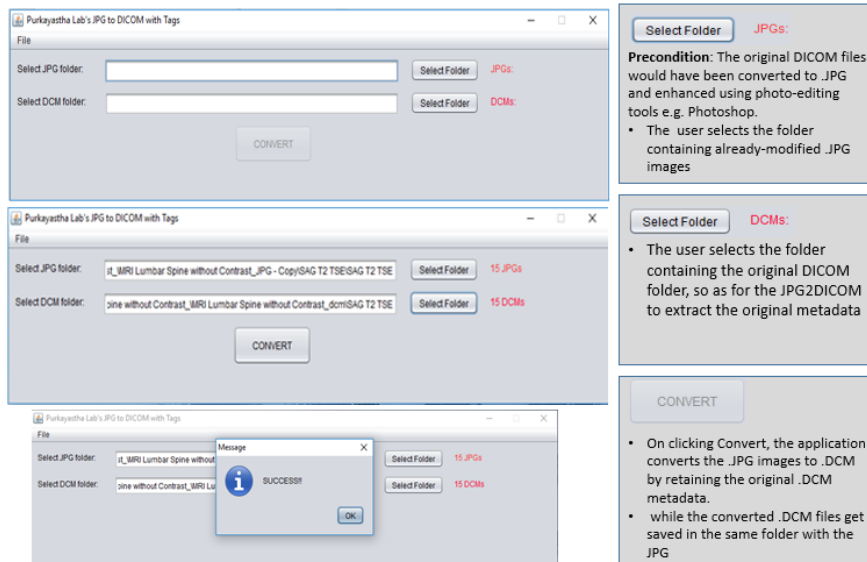 Purkayastha Lab's JPG to DICOM with Tags
File
Select JPG folder:
Select Folder
JPGs:
Select DCM folder:
Select Folder
DCMs:
CONVERT
Select Folder
JPGs:
Precondition: The original DICOM files
would have been converted to .JPG
and enhanced using photo-editing
tools e.g. Photoshop.
• The user selects the folder
containing already-modified .JPG
images
Purkayastha Lab's JPG to DICOM with Tags
File
Select JPG folder:
st_\MRI Lumbar Spine without Contrast_JPG - Copy\SAG T2 TSE\SAG T2 TSE
Select Folder
15 JPGs
Select DCM folder:
pine without Contrast_\MRI Lumbar Spine without Contrast_dcm\SAG T2 TSE
Select Folder
15 DCMs
CONVERT
Select Folder
DCMs:
• The user selects the folder
containing the original DICOM
folder, so as for the JPG2DICOM
to extract the original metadata
Purkayastha Lab's JPG to DICOM with Tags
File
Select JPG folder:
st_\MRI Lumbar Spine without
Select Folder
15 JPGs
Select DCM folder:
pine without Contrast_\MRI Lu
Select Folder
15 DCMs
Message
SUCCESS!!
OK
CONVERT
• On clicking Convert, the application
converts the .JPG images to .DCM
by retaining the original .DCM
metadata.
• while the converted .DCM files get
saved in the same folder with the
JPG